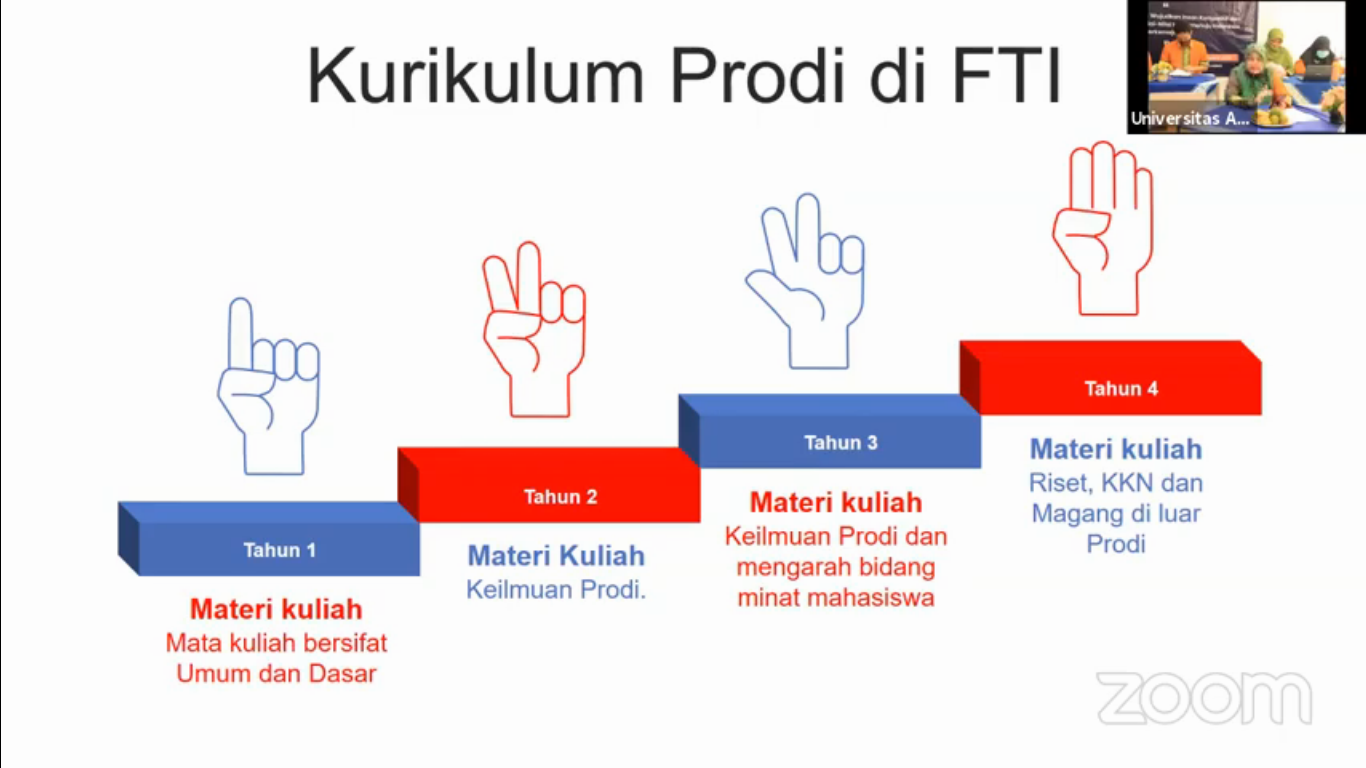 Kurikulum Prodi di FTI
Universitas A...
Tahun 1
Materi kuliah
Mata kuliah bersifat
Umum dan Dasar
Tahun 2
Materi Kuliah
Keilmuan Prodi.
Tahun 3
Materi kuliah
Keilmuan Prodi dan
mengarah bidang
minat mahasiswa
Tahun 4
Materi kuliah
Riset, KKN dan
Magang di luar
Prodi
zoom